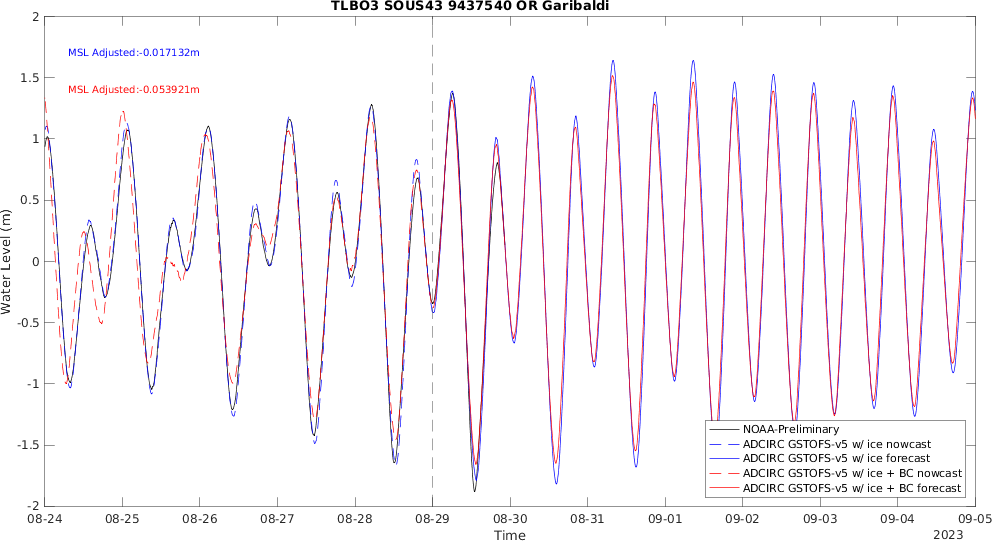 TLBO3 SOUS43 9437540 OR Garibaldi
MSL Adjusted:-0.017132m
MSL Adjusted:-0.053921m
Water Level (m)
2
1.5
1
0.5
0
-0.5
-1
-1.5
-2
NOAA-Preliminary
ADCIRC GSTOFS-v5 w/ ice nowcast
ADCIRC GSTOFS-v5 w/ ice forecast
ADCIRC GSTOFS-v5 w/ ice + BC nowcast
ADCIRC GSTOFS-v5 w/ ice + BC forecast
08-24 08-25 08-26 08-27 08-28 08-29 08-30 08-31 09-01 09-02 09-03 09-04 09-05
Time
2023